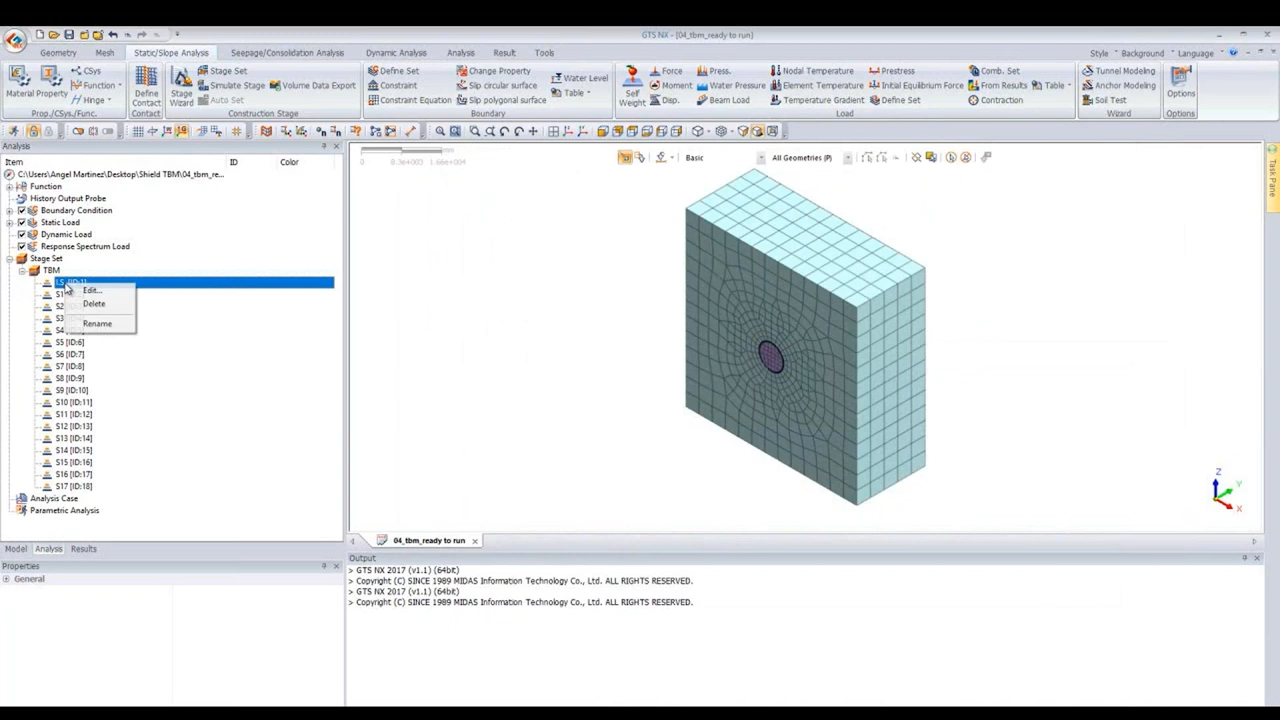 GTS NX - [04_tbm_ready to run]
Geometry Mesh Static/Slope Analysis Seepage/Consolidation Analysis Dynamic Analysis Analysis Result Tools Style Background Language
Material Property CSys Function Hinge Define Contact Stage Wizard Stage Set Simulate Stage Auto Set Volume Data Export Define Set Constraint Constraint Equation Change Property Slip circular surface Slip polygonal surface Water Level Table Self Weight Force Moment Disp. Press. Water Pressure Beam Load Nodal Temperature Element Temperature Temperature Gradient Prestress Initial Equilibrium Force Define Set Comb. Set From Results Contraction Table Tunnel Modeling Anchor Modeling Soil Test Options
Prop./CSys./Func. Contact Construction Stage Boundary Load Wizard Options
Analysis
Item ID Color
C:\Users\Angel Martinez\Desktop\Shield TBM\04_tbm_re...
Function
History Output Probe
Boundary Condition
Static Load
Dynamic Load
Response Spectrum Load
Stage Set
TBM
Edit...
Delete
Rename
S5 [ID:6]
S6 [ID:7]
S7 [ID:8]
S8 [ID:9]
S9 [ID:10]
S10 [ID:11]
S11 [ID:12]
S12 [ID:13]
S13 [ID:14]
S14 [ID:15]
S15 [ID:16]
S16 [ID:17]
S17 [ID:18]
Analysis Case
Parametric Analysis
Model Analysis Results
Properties
General
Basic All Geometries (P)
Task Pane
Z
Y
X
04_tbm_ready to run
Output
> GTS NX 2017 (v1.1) (64bit)
> Copyright (C) SINCE 1989 MIDAS Information Technology Co., Ltd. ALL RIGHTS RESERVED.
> GTS NX 2017 (v1.1) (64bit)
> Copyright (C) SINCE 1989 MIDAS Information Technology Co., Ltd. ALL RIGHTS RESERVED.